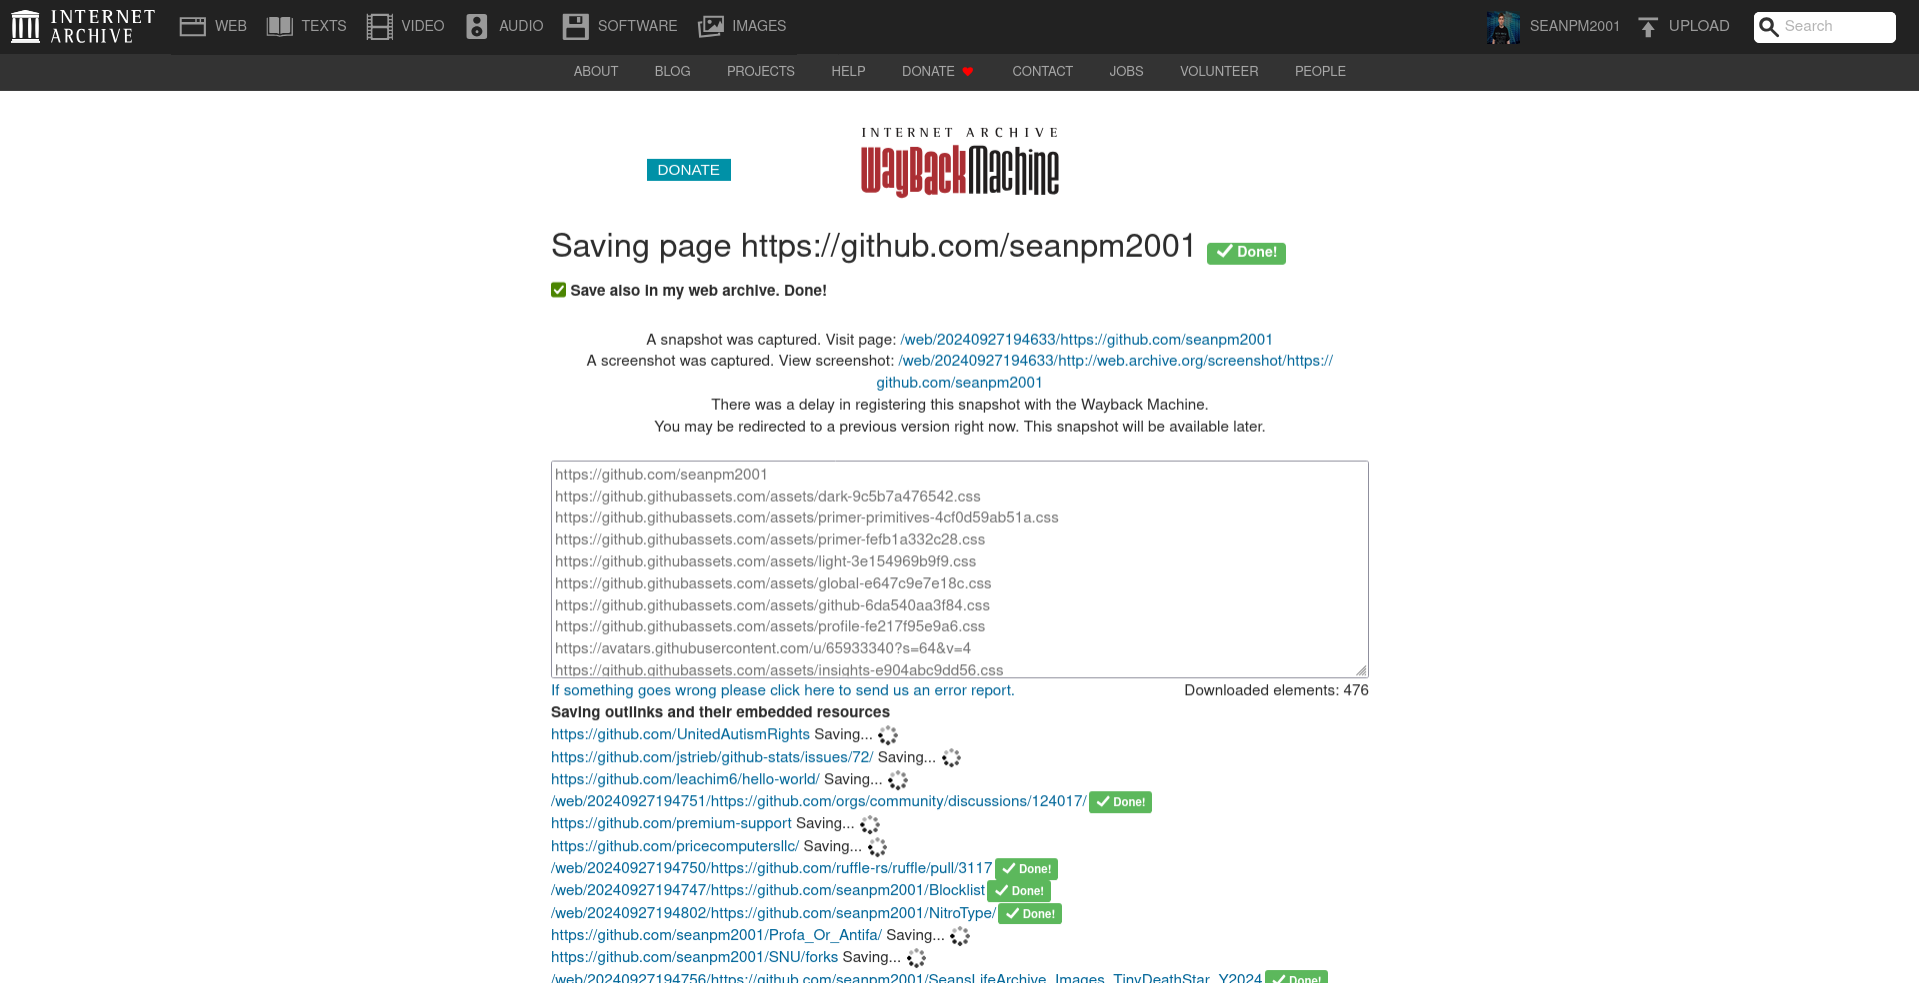 INTERNET ARCHIVE
WEB TEXTS VIDEO AUDIO SOFTWARE IMAGES SEANPM2001 UPLOAD Search
ABOUT BLOG PROJECTS HELP DONATE CONTACT JOBS VOLUNTEER PEOPLE
INTERNET ARCHIVE
WayBackMachine
DONATE
Saving page https://github.com/seanpm2001 Done!
Save also in my web archive. Done!
A snapshot was captured. Visit page: /web/20240927194633/https://github.com/seanpm2001
A screenshot was captured. View screenshot: /web/20240927194633/http://web.archive.org/screenshot/https://
github.com/seanpm2001
There was a delay in registering this snapshot with the Wayback Machine.
You may be redirected to a previous version right now. This snapshot will be available later.
https://github.com/seanpm2001
https://github.githubassets.com/assets/dark-9c5b7a476542.css
https://github.githubassets.com/assets/primer-primitives-4cf0d59ab51a.css
https://github.githubassets.com/assets/primer-fefb1a332c28.css
https://github.githubassets.com/assets/light-3e154969b9f9.css
https://github.githubassets.com/assets/global-e647c9e7e18c.css
https://github.githubassets.com/assets/github-6da540aa3f84.css
https://github.githubassets.com/assets/profile-fe217f95e9a6.css
https://avatars.githubusercontent.com/u/65933340?s=64&v=4
https://github.githubassets.com/assets/insights-e904abc9dd56.css
If something goes wrong please click here to send us an error report. Downloaded elements: 476
Saving outlinks and their embedded resources
https://github.com/UnitedAutismRights Saving...
https://github.com/jstrieb/github-stats/issues/72/ Saving...
https://github.com/leachim6/hello-world/ Saving...
/web/20240927194751/https://github.com/orgs/community/discussions/124017/ Done!
https://github.com/premium-support Saving...
https://github.com/pricecomputersllc/ Saving...
/web/20240927194750/https://github.com/ruffle-rs/ruffle/pull/3117 Done!
/web/20240927194747/https://github.com/seanpm2001/Blocklist Done!
/web/20240927194802/https://github.com/seanpm2001/NitroType/ Done!
https://github.com/seanpm2001/Profa_Or_Antifa/ Saving...
https://github.com/seanpm2001/SNU/forks Saving...
/web/20240927194756/https://github.com/seanpm2001/SeansLifeArchive_Images_TinyDeathStar_Y2024 Done!